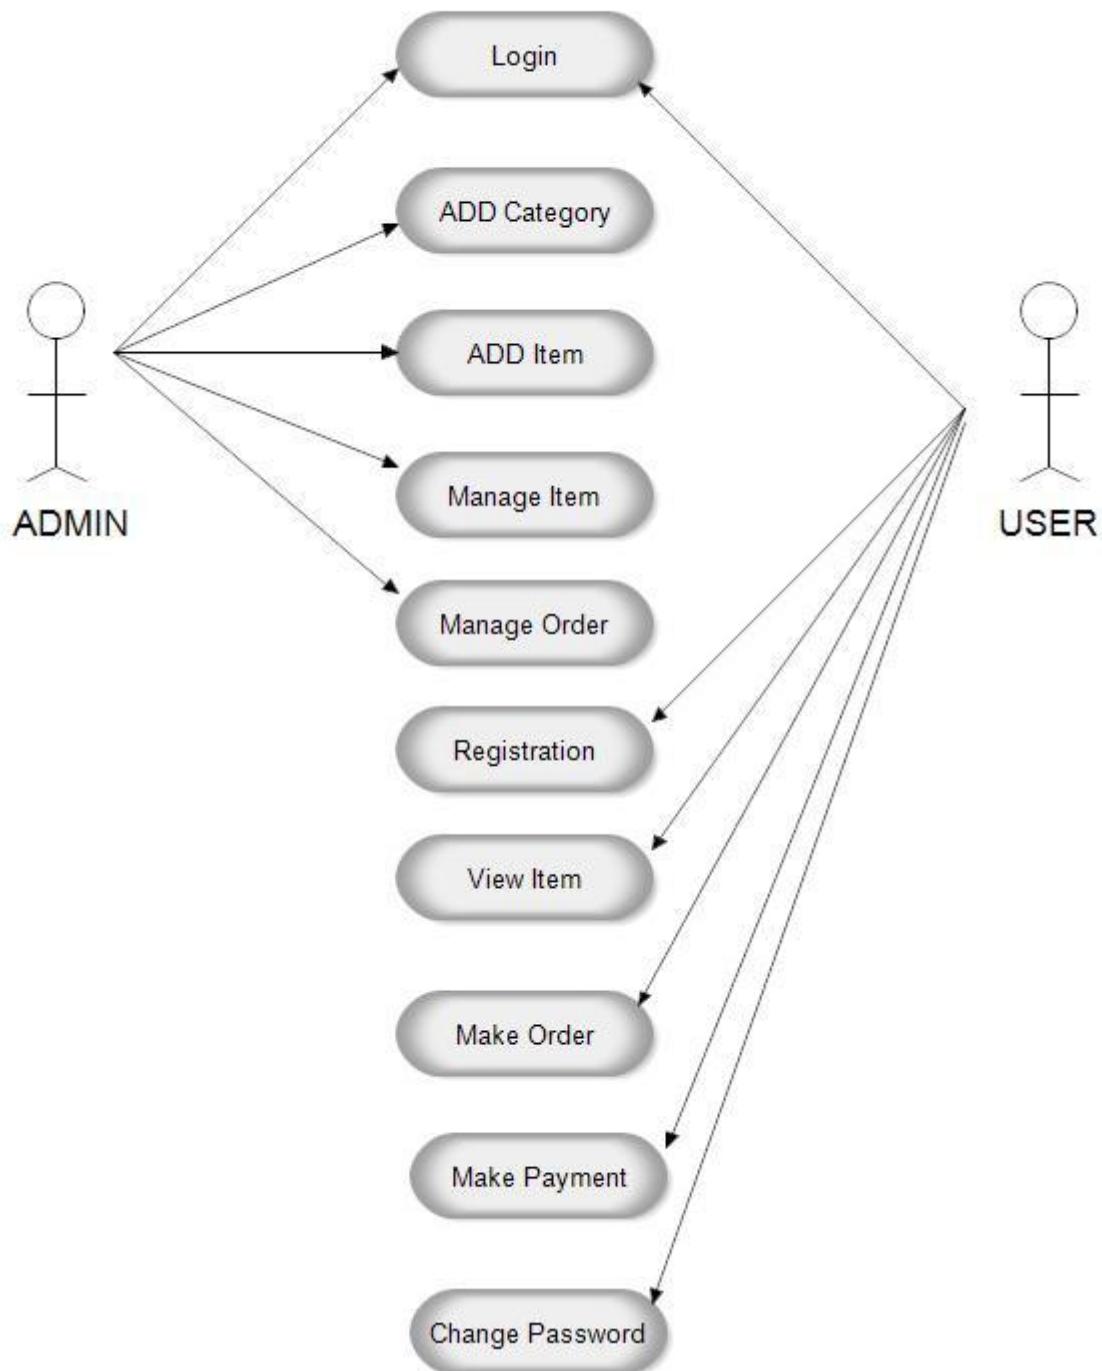 Login
ADD Category
ADD Item
Manage Item
ADMIN
USER
Manage Order
Registration
View Item
Make Order
Make Payment
Change Password